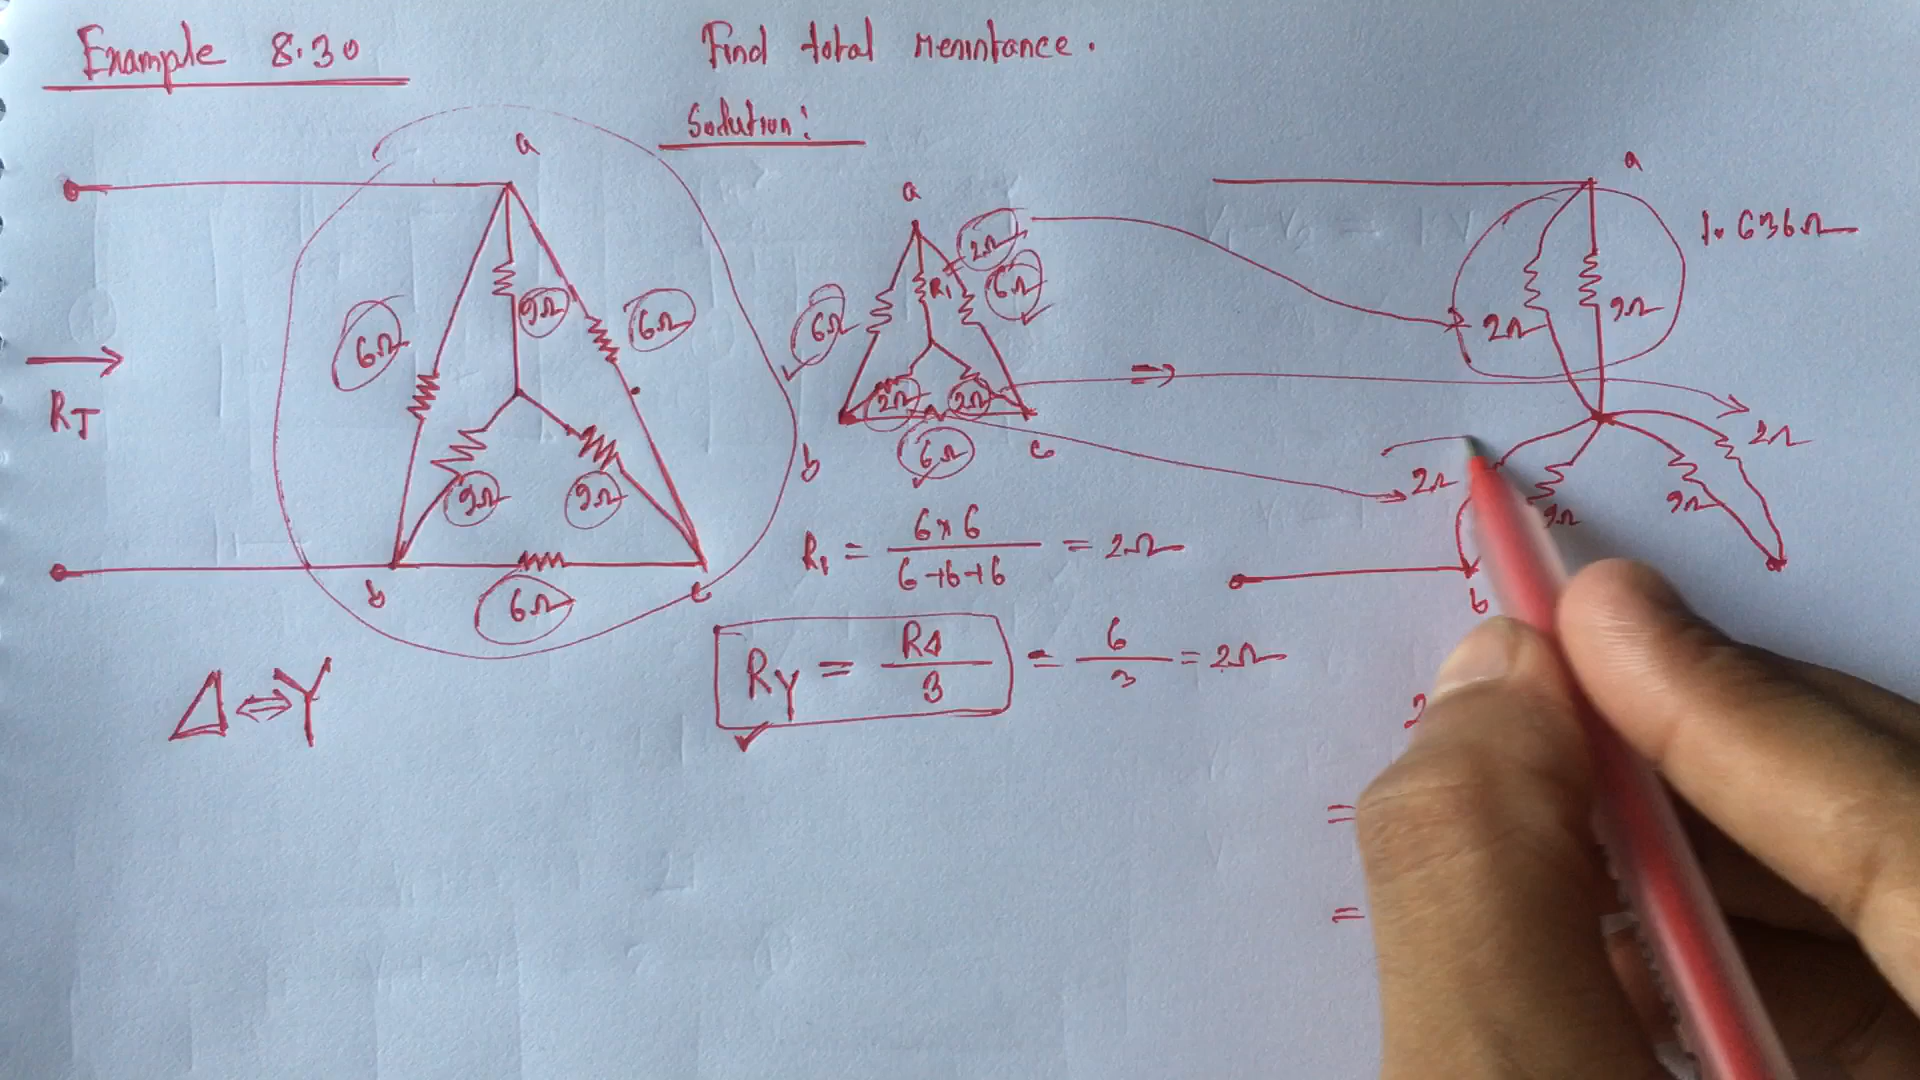 Example 8.30
Find total resistance.
Solution:
a
6Ω
9Ω
6Ω
9Ω
9Ω
6Ω
b
c
RT
Δ⇔Y
a
2Ω
R1
6Ω
6Ω
2Ω
2Ω
6Ω
b
c
⇒
R1 = 6×6 / 6+6+6 = 2Ω
RY = RΔ / 3 = 6 / 3 = 2Ω
a
1.636Ω
2Ω
9Ω
2Ω
2Ω
9Ω
9Ω
b
2
=
=